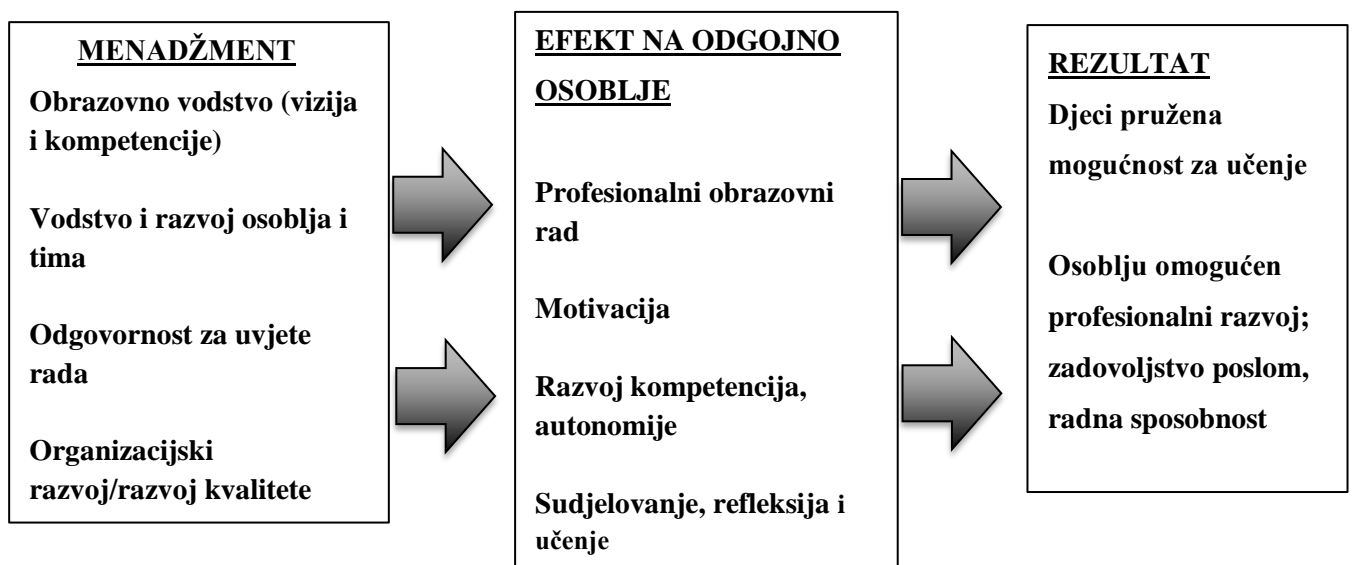 MENADŽMENT
Obrazovno vodstvo (vizija
i kompetencije)
Vodstvo i razvoj osoblja i
tima
Odgovornost za uvjete
rada
Organizacijski
razvoj/razvoj kvalitete
EFEKT NA ODGOJNO
OSOBLJE
Profesionalni obrazovni
rad
Motivacija
Razvoj kompetencija,
autonomije
Sudjelovanje, refleksija i
učenje
REZULTAT
Djeci pružena
mogućnost za učenje
Osoblju omogućen
profesionalni razvoj;
zadovoljstvo poslom,
radna sposobnost